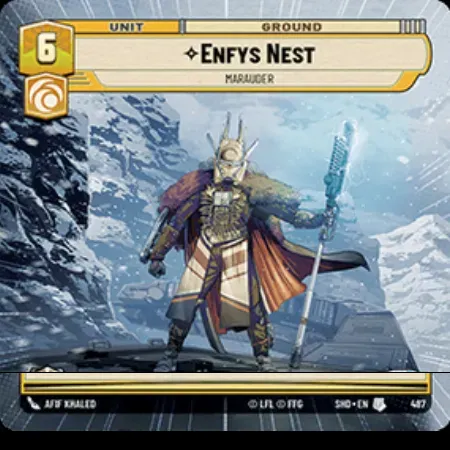 UNIT
GROUND
6
ENFYS NEST
MARAUDER
AFIF KHALED
© LFL © FFG
SHD • EN
487